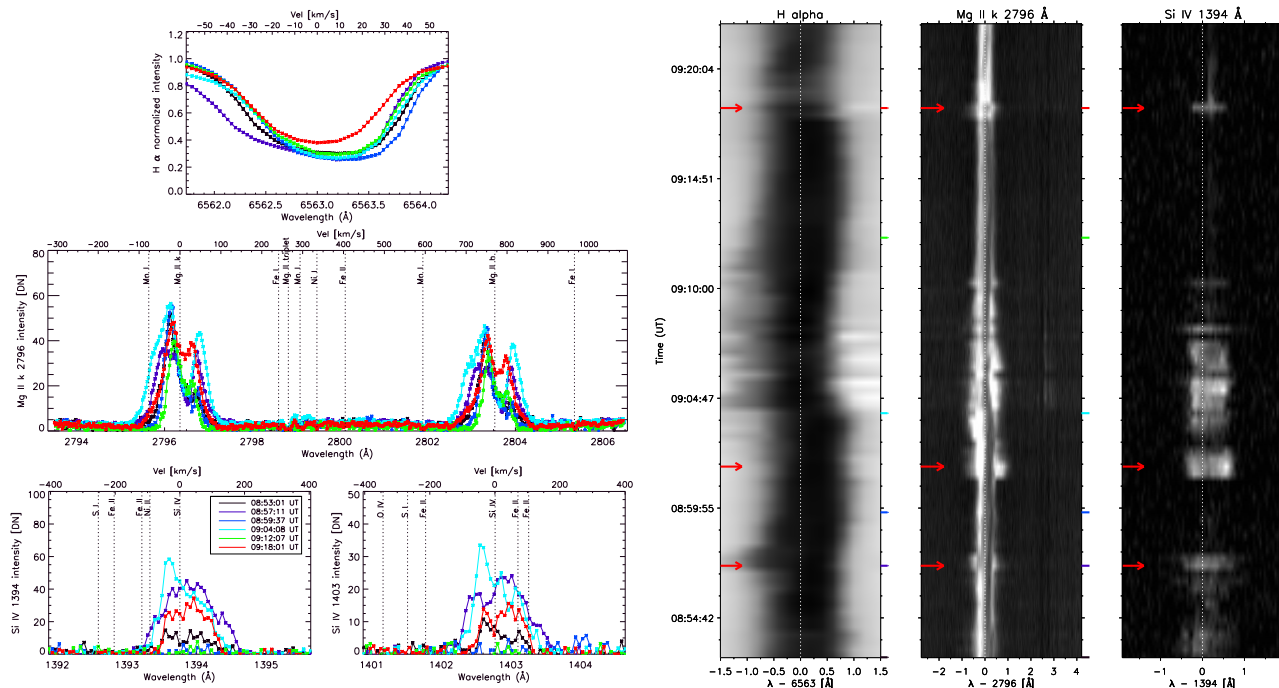 Vel [km/s]
-50 -40 -30 -20 -10 0 10 20 30 40 50
1.2
1.0
0.8
0.6
0.4
0.2
0.0
H α normalized intensity
6562.0 6562.5 6563.0 6563.5 6564.0
Wavelength (Å)
Vel [km/s]
-300 -200 -100 0 100 200 300 400 500 600 700 800 900 1000
80
60
40
20
0
Mg II k 2796 intensity [DN]
Mn I
Mg II k
Fe I
Mg II triplet
Mn I
Ni I
Fe II
Mn I
Mg II h
Fe I
2794 2796 2798 2800 2802 2804 2806
Wavelength (Å)
Vel [km/s]
-400 -200 0 200 400
100
80
60
40
20
0
Si IV 1394 intensity [DN]
S I
Fe II
Fe II
Ni II
Si IV
08:53:01 UT
08:57:11 UT
08:59:37 UT
09:04:08 UT
09:12:07 UT
09:18:01 UT
1392 1393 1394 1395
Wavelength (Å)
Vel [km/s]
-400 -200 0 200 400
50
40
30
20
10
0
Si IV 1403 intensity [DN]
O IV
S I
Fe II
Si IV
Fe II
Fe II
1401 1402 1403 1404
Wavelength (Å)
H alpha
Time (UT)
09:20:04
09:14:51
09:10:00
09:04:47
08:59:55
08:54:42
-1.5 -1.0 -0.5 0.0 0.5 1.0 1.5
λ - 6563 [Å]
Mg II k 2796 Å
-2 0 2 4
λ - 2796 [Å]
Si IV 1394 Å
-1 0 1
λ - 1394 [Å]